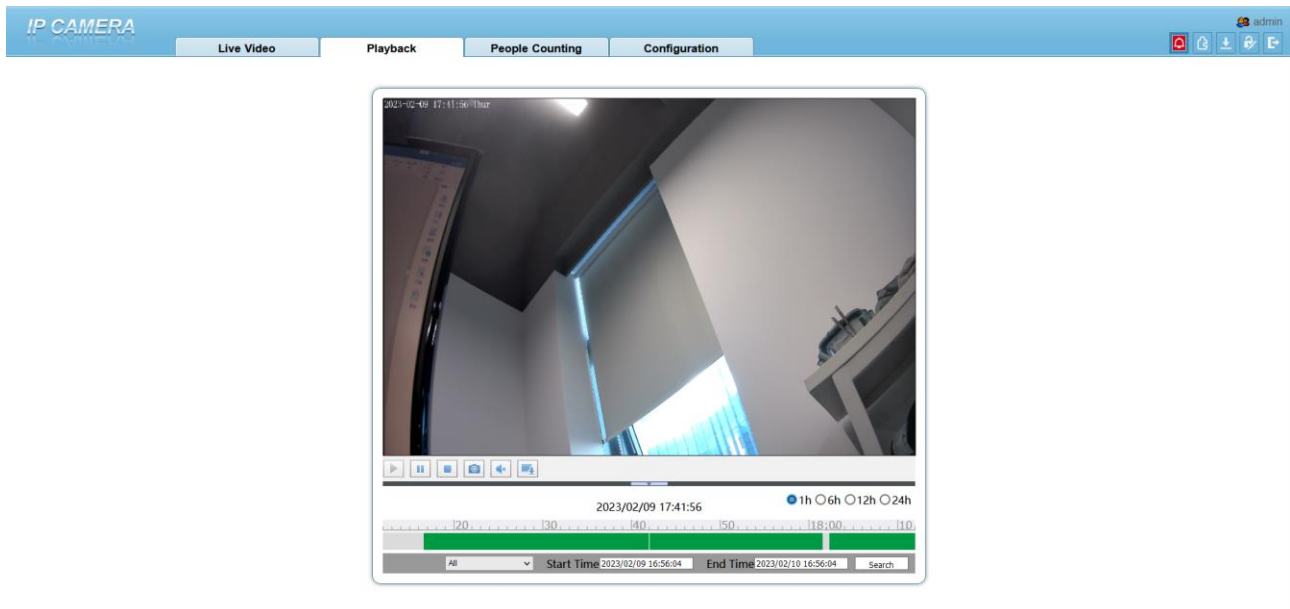 IP CAMERA
admin
Live Video
Playback
People Counting
Configuration
2023-02-09 17:41:56 Thur
2023/02/09 17:41:56
1h 6h 12h 24h
20 30 40 50 18:00 10
All
Start Time 2023/02/09 16:56:04
End Time 2023/02/10 16:56:04
Search